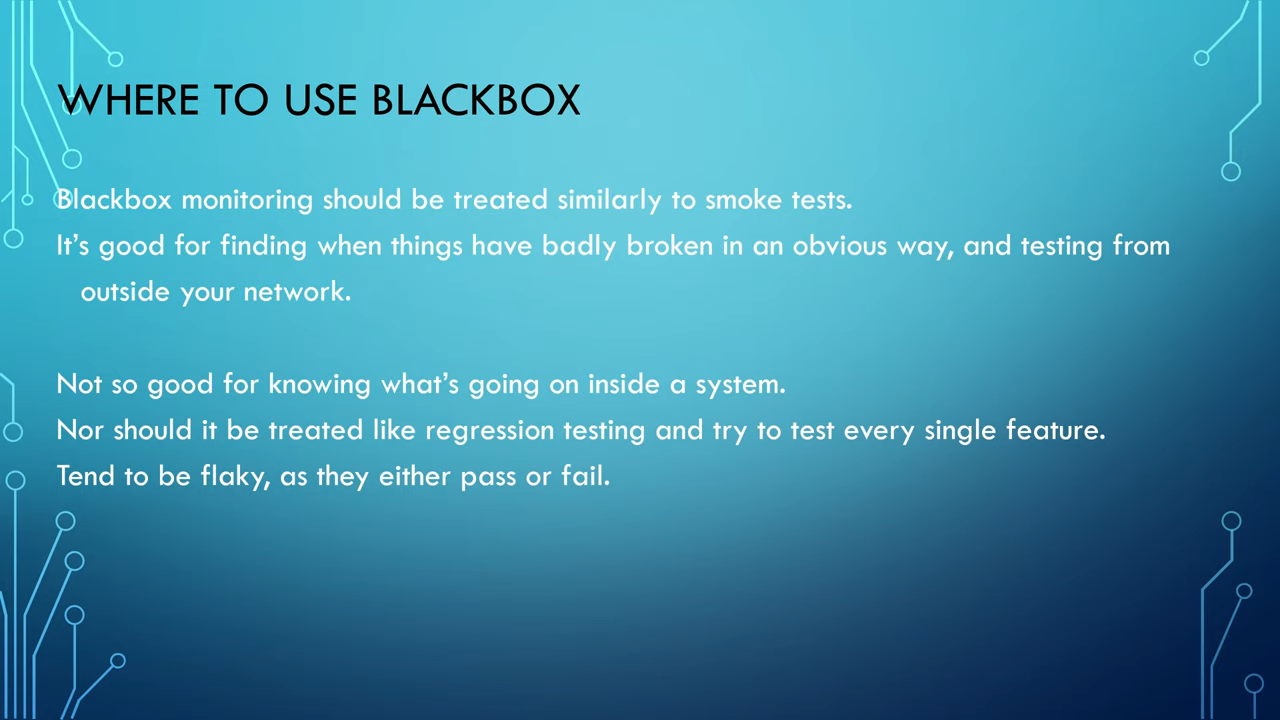 WHERE TO USE BLACKBOX
Blackbox monitoring should be treated similarly to smoke tests.
It’s good for finding when things have badly broken in an obvious way, and testing from
outside your network.
Not so good for knowing what’s going on inside a system.
Nor should it be treated like regression testing and try to test every single feature.
Tend to be flaky, as they either pass or fail.